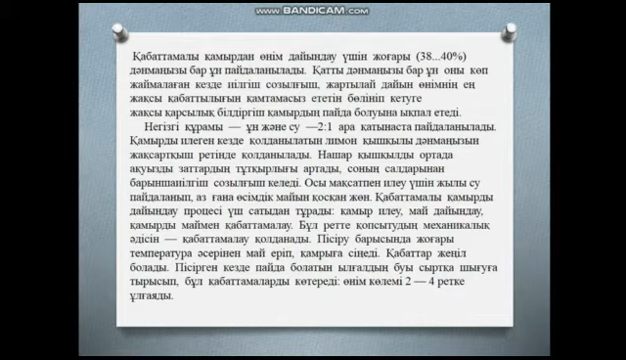 www.BANDICAM.com
Қабаттамалы қамырдан өнім дайындау үшін жоғары (38...40%)
дәнмаңызы бар ұн пайдаланылады. Қатты дәнмаңызы бар ұн оны көп
жаймалаған кезде иілгіш созылғыш, жартылай дайын өнімнің ең
жақсы қабаттылығын қамтамасыз ететін бөлініп кетуге
жақсы қарсылық білдіргіш қамырдың пайда болуына ықпал етеді.
Негізгі құрамы — ұн және су —2:1 ара қатынаста пайдаланылады.
Қамырды илеген кезде қолданылатын лимон қышқылы дәнмаңызын
жақсартқыш ретінде қолданылады. Нашар қышқылды ортада
ақуызды заттардың тұтқырлығы артады, соның салдарынан
барыншаиілгіш созылғыш келеді. Осы мақсатпен илеу үшін жылы су
пайдаланып, аз ғана өсімдік майын қосқан жөн. Қабаттамалы қамырды
дайындау процесі үш сатыдан тұрады: қамыр илеу, май дайындау,
қамырды маймен қабаттамалау. Бұл ретте қопсытудың механикалық
әдісін — қабаттамалау қолданады. Пісіру барысында жоғары
температура әсерінен май еріп, қамрыға сіңеді. Қабаттар жеңіл
болады. Пісірген кезде пайда болатын ылғалдың буы сыртқа шығуға
тырысып, бұл қабаттамаларды көтереді: өнім көлемі 2 — 4 ретке
ұлғаяды.